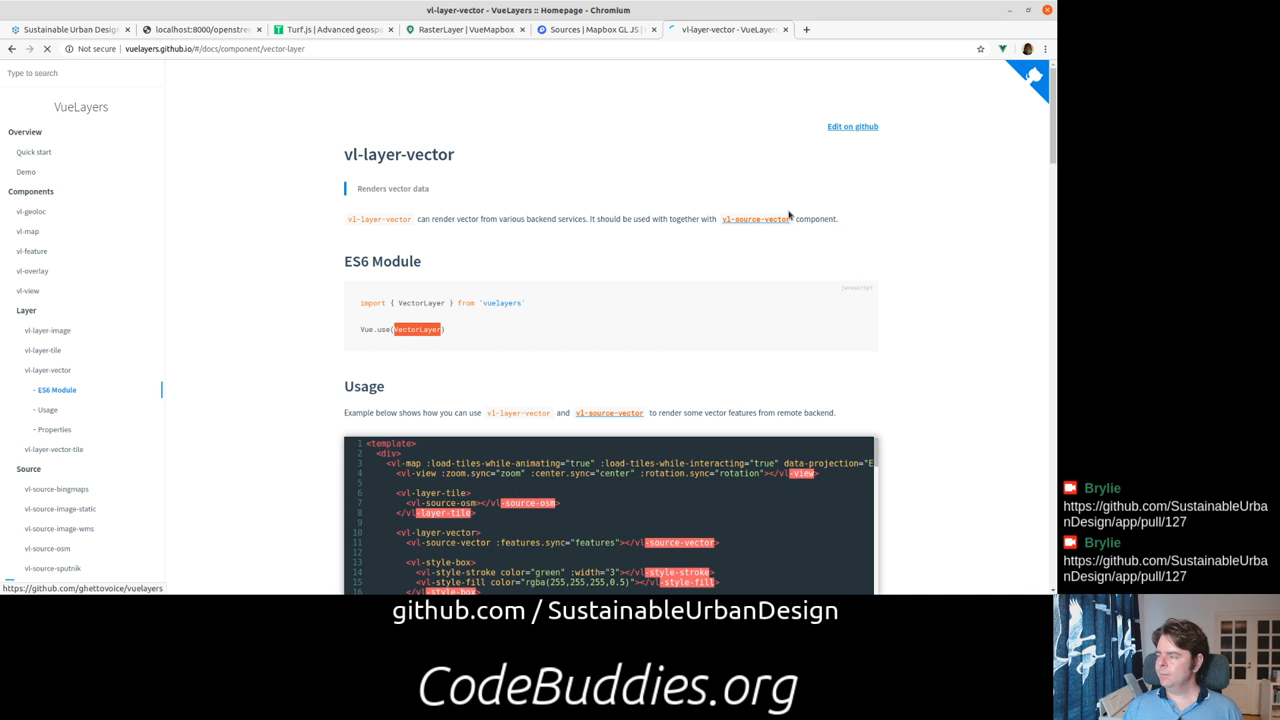 vl-layer-vector - VueLayers :: Homepage - Chromium
Sustainable Urban Desig
localhost:8000/openstre
Turf.js | Advanced geosp
RasterLayer | VueMapbox
Sources | Mapbox GL JS |
vl-layer-vector - VueLayers
Not secure
vuelayers.github.io/#/docs/component/vector-layer
Type to search
VueLayers
Overview
Quick start
Demo
Components
vl-geoloc
vl-map
vl-feature
vl-overlay
vl-view
Layer
vl-layer-image
vl-layer-tile
vl-layer-vector
- ES6 Module
- Usage
- Properties
vl-layer-vector-tile
Source
vl-source-bingmaps
vl-source-image-static
vl-source-image-wms
vl-source-osm
vl-source-sputnik
https://github.com/ghettovoice/vuelayers
Edit on github
vl-layer-vector
Renders vector data
vl-layer-vector can render vector from various backend services. It should be used with together with vl-source-vector component.
ES6 Module
javascript
import { VectorLayer } from 'vuelayers'
Vue.use(VectorLayer)
Usage
Example below shows how you can use vl-layer-vector and vl-source-vector to render some vector features from remote backend.
1 <template>
2 <div>
3 <vl-map :load-tiles-while-animating="true" :load-tiles-while-interacting="true" data-projection="E
4 <vl-view :zoom.sync="zoom" :center.sync="center" :rotation.sync="rotation"></vl-view>
5
6 <vl-layer-tile>
7 <vl-source-osm></vl-source-osm>
8 </vl-layer-tile>
9
10 <vl-layer-vector>
11 <vl-source-vector :features.sync="features"></vl-source-vector>
12
13 <vl-style-box>
14 <vl-style-stroke color="green" :width="3"></vl-style-stroke>
15 <vl-style-fill color="rgba(255,255,255,0.5)"></vl-style-fill>
16 </vl-style-box>
Brylie
https://github.com/SustainableUrba
nDesign/app/pull/127
Brylie
https://github.com/SustainableUrba
nDesign/app/pull/127
github.com / SustainableUrbanDesign
CodeBuddies.org